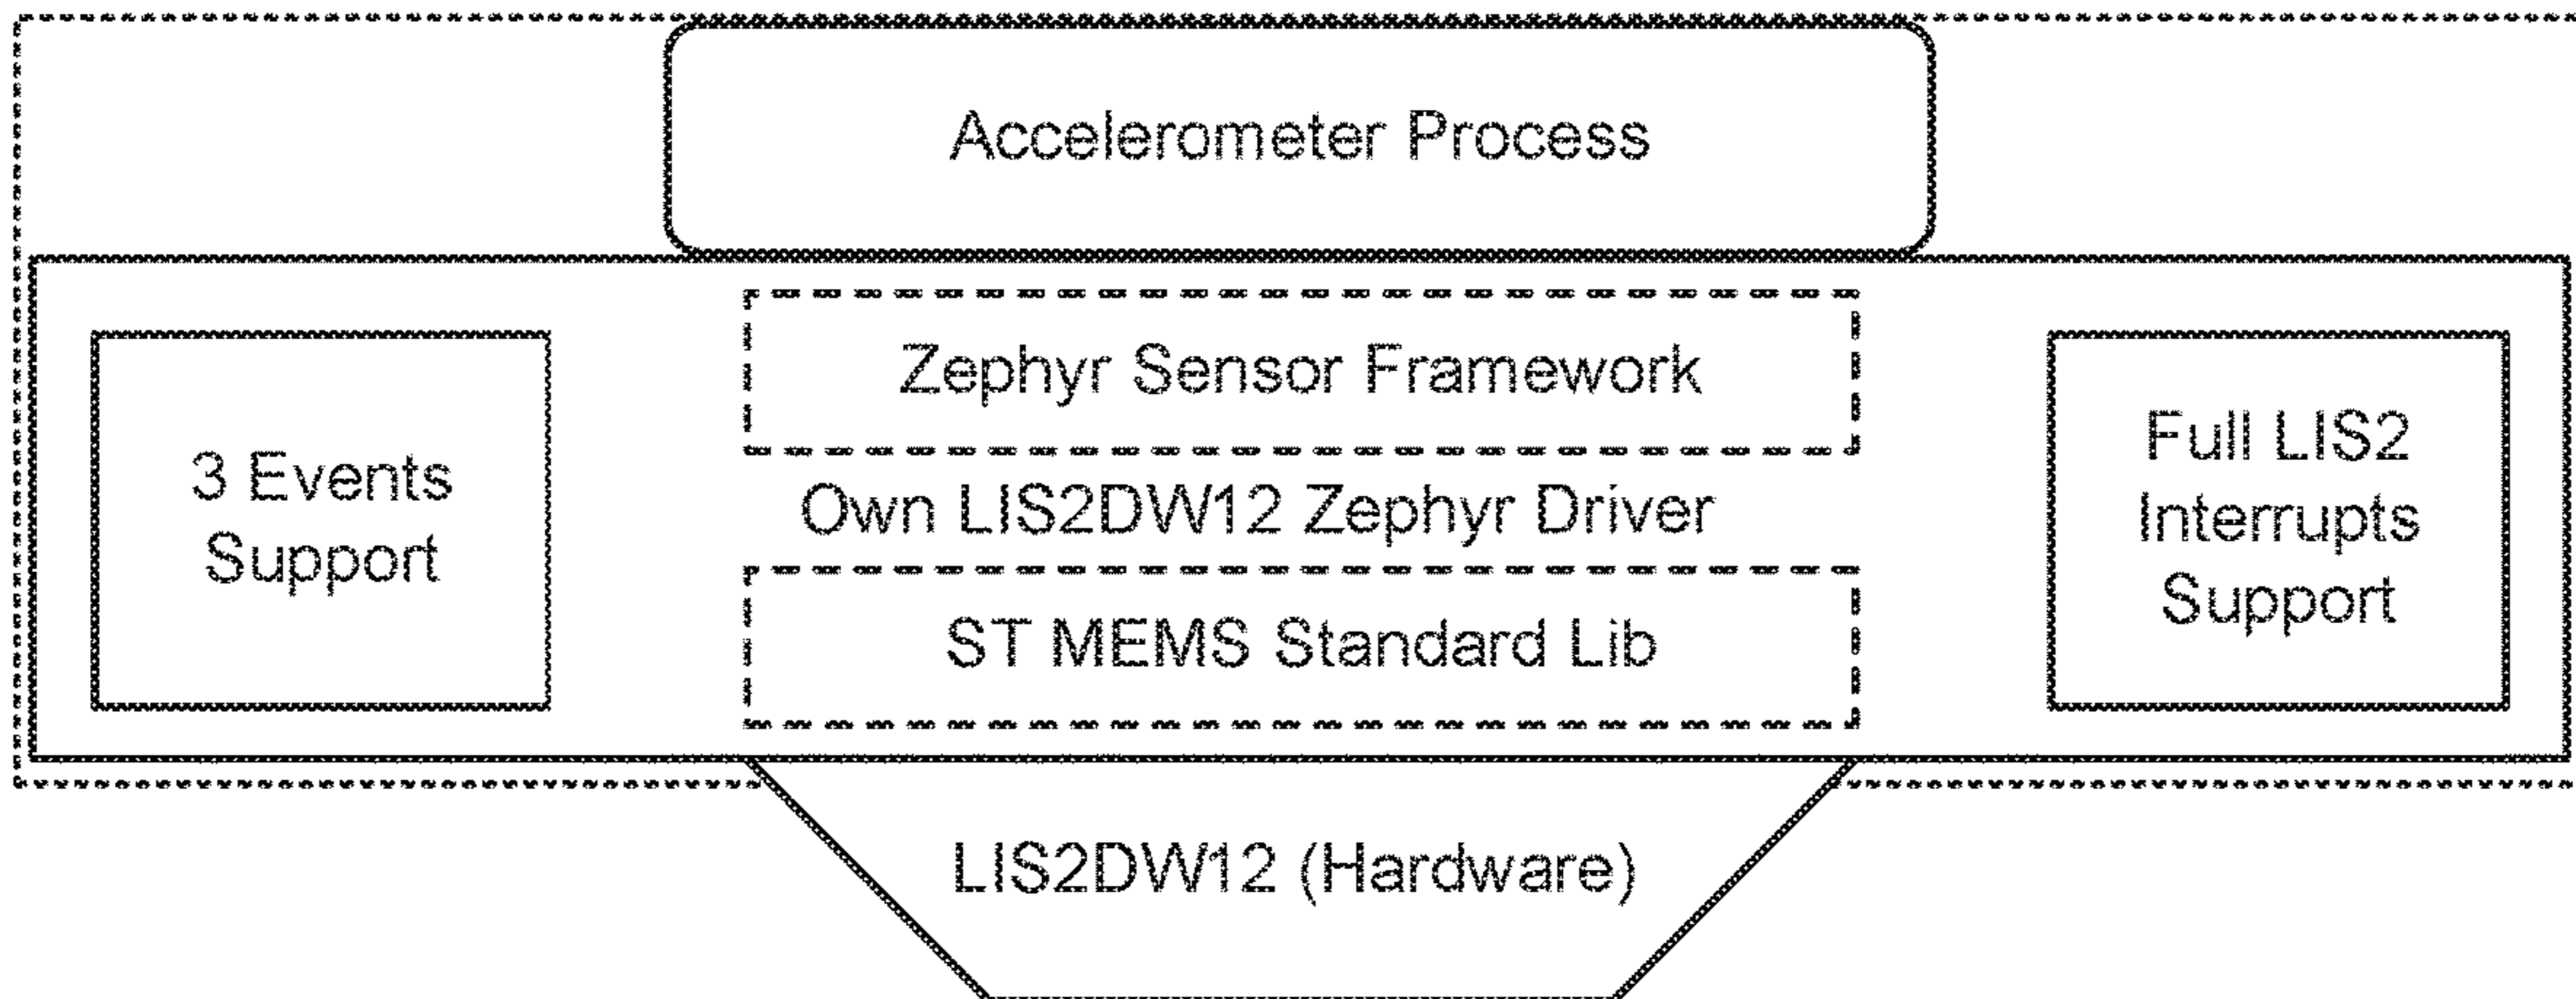 Accelerometer Process
Zephyr Sensor Framework
3 Events
Support
Own LIS2DW12 Zephyr Driver
Full LIS2
Interrupts
Support
ST MEMS Standard Lib
LIS2DW12 (Hardware)